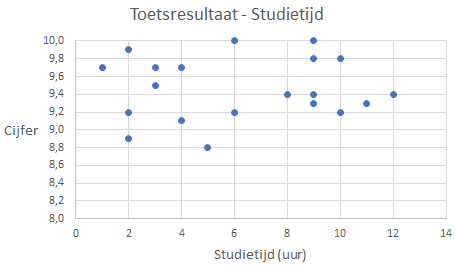 Toetsresultaat - Studietijd
10,0
9,8
9,6
9,4
9,2
9,0
8,8
8,6
8,4
8,2
8,0
Cijfer
0 2 4 6 8 10 12 14
Studietijd (uur)